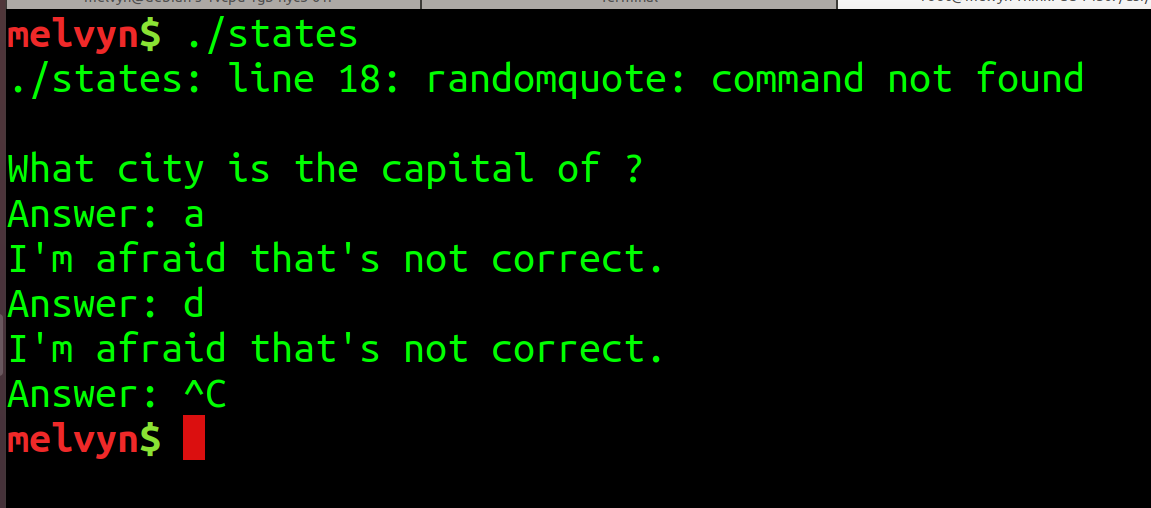 Terminal
melvyn$ ./states
./states: line 18: randomquote: command not found
What city is the capital of ?
Answer: a
I'm afraid that's not correct.
Answer: d
I'm afraid that's not correct.
Answer: ^C
melvyn$